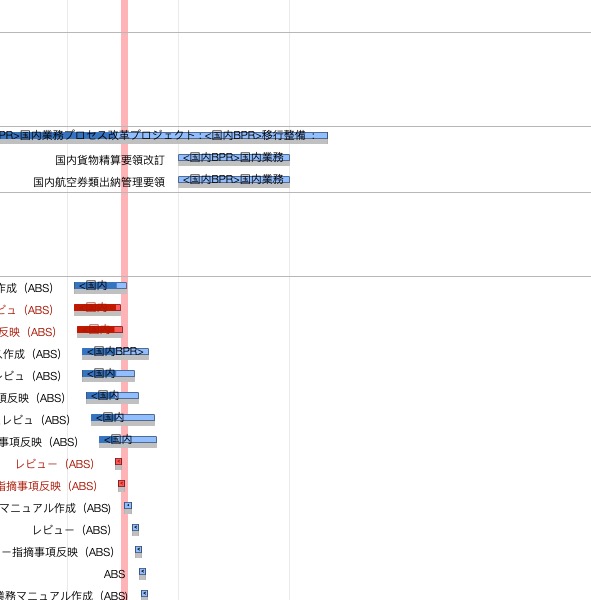 BPR>国内業務プロセス改革プロジェクト：<国内BPR>移行整備：
国内貨物精算要領改訂 <国内BPR>国内業務
国内航空券類出納管理要領 <国内BPR>国内業務
作成（ABS） <国内
ビュ（ABS） <国内
反映（ABS） <国内
ス作成（ABS） <国内BPR>
レビュ（ABS） <国内
項反映（ABS） <国内
レビュ（ABS） <国内
事項反映（ABS） <国内
レビュー（ABS）
指摘事項反映（ABS）
マニュアル作成（ABS)
レビュー（ABS）
ー指摘事項反映（ABS）
ABS
業務マニュアル作成（ABS)